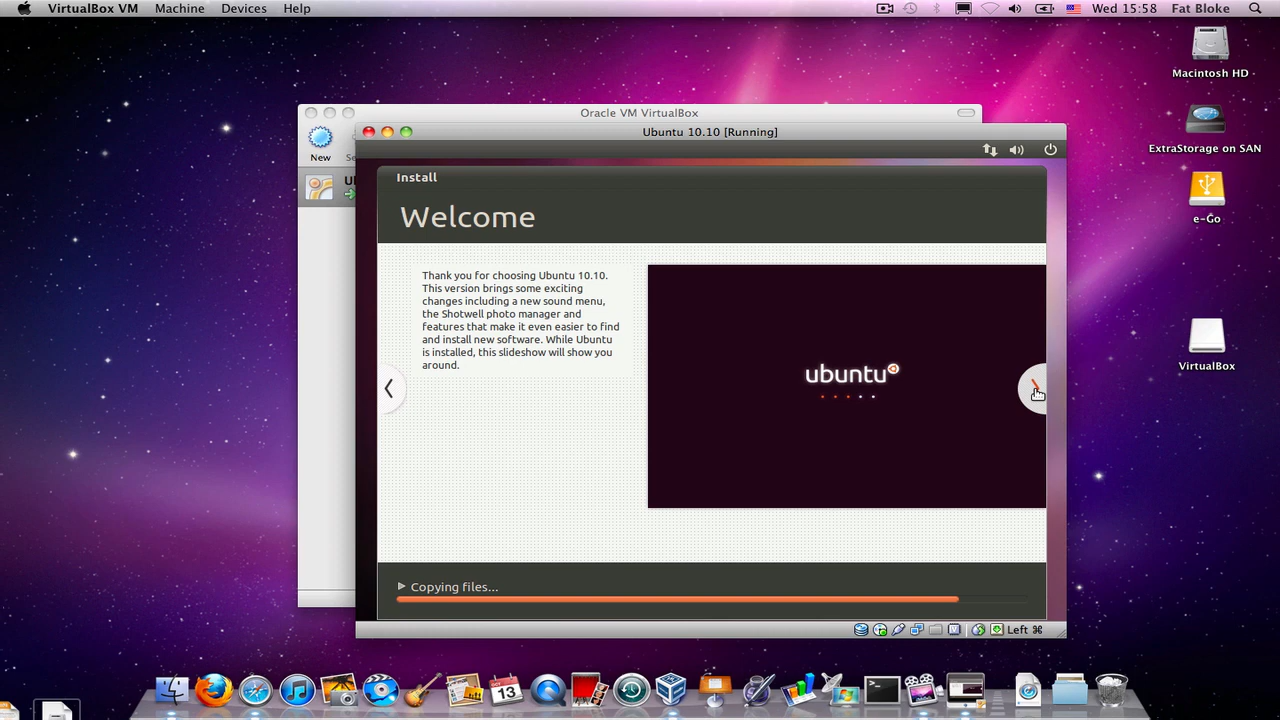 VirtualBox VM Machine Devices Help Wed 15:58 Fat Bloke
Macintosh HD
ExtraStorage on SAN
e-Go
VirtualBox
Oracle VM VirtualBox
New
Ubuntu 10.10 [Running]
Install
Welcome
Thank you for choosing Ubuntu 10.10.
This version brings some exciting
changes including a new sound menu,
the Shotwell photo manager and
features that make it even easier to find
and install new software. While Ubuntu
is installed, this slideshow will show you
around.
ubuntu
Copying files...
Left ⌘
OCT
13